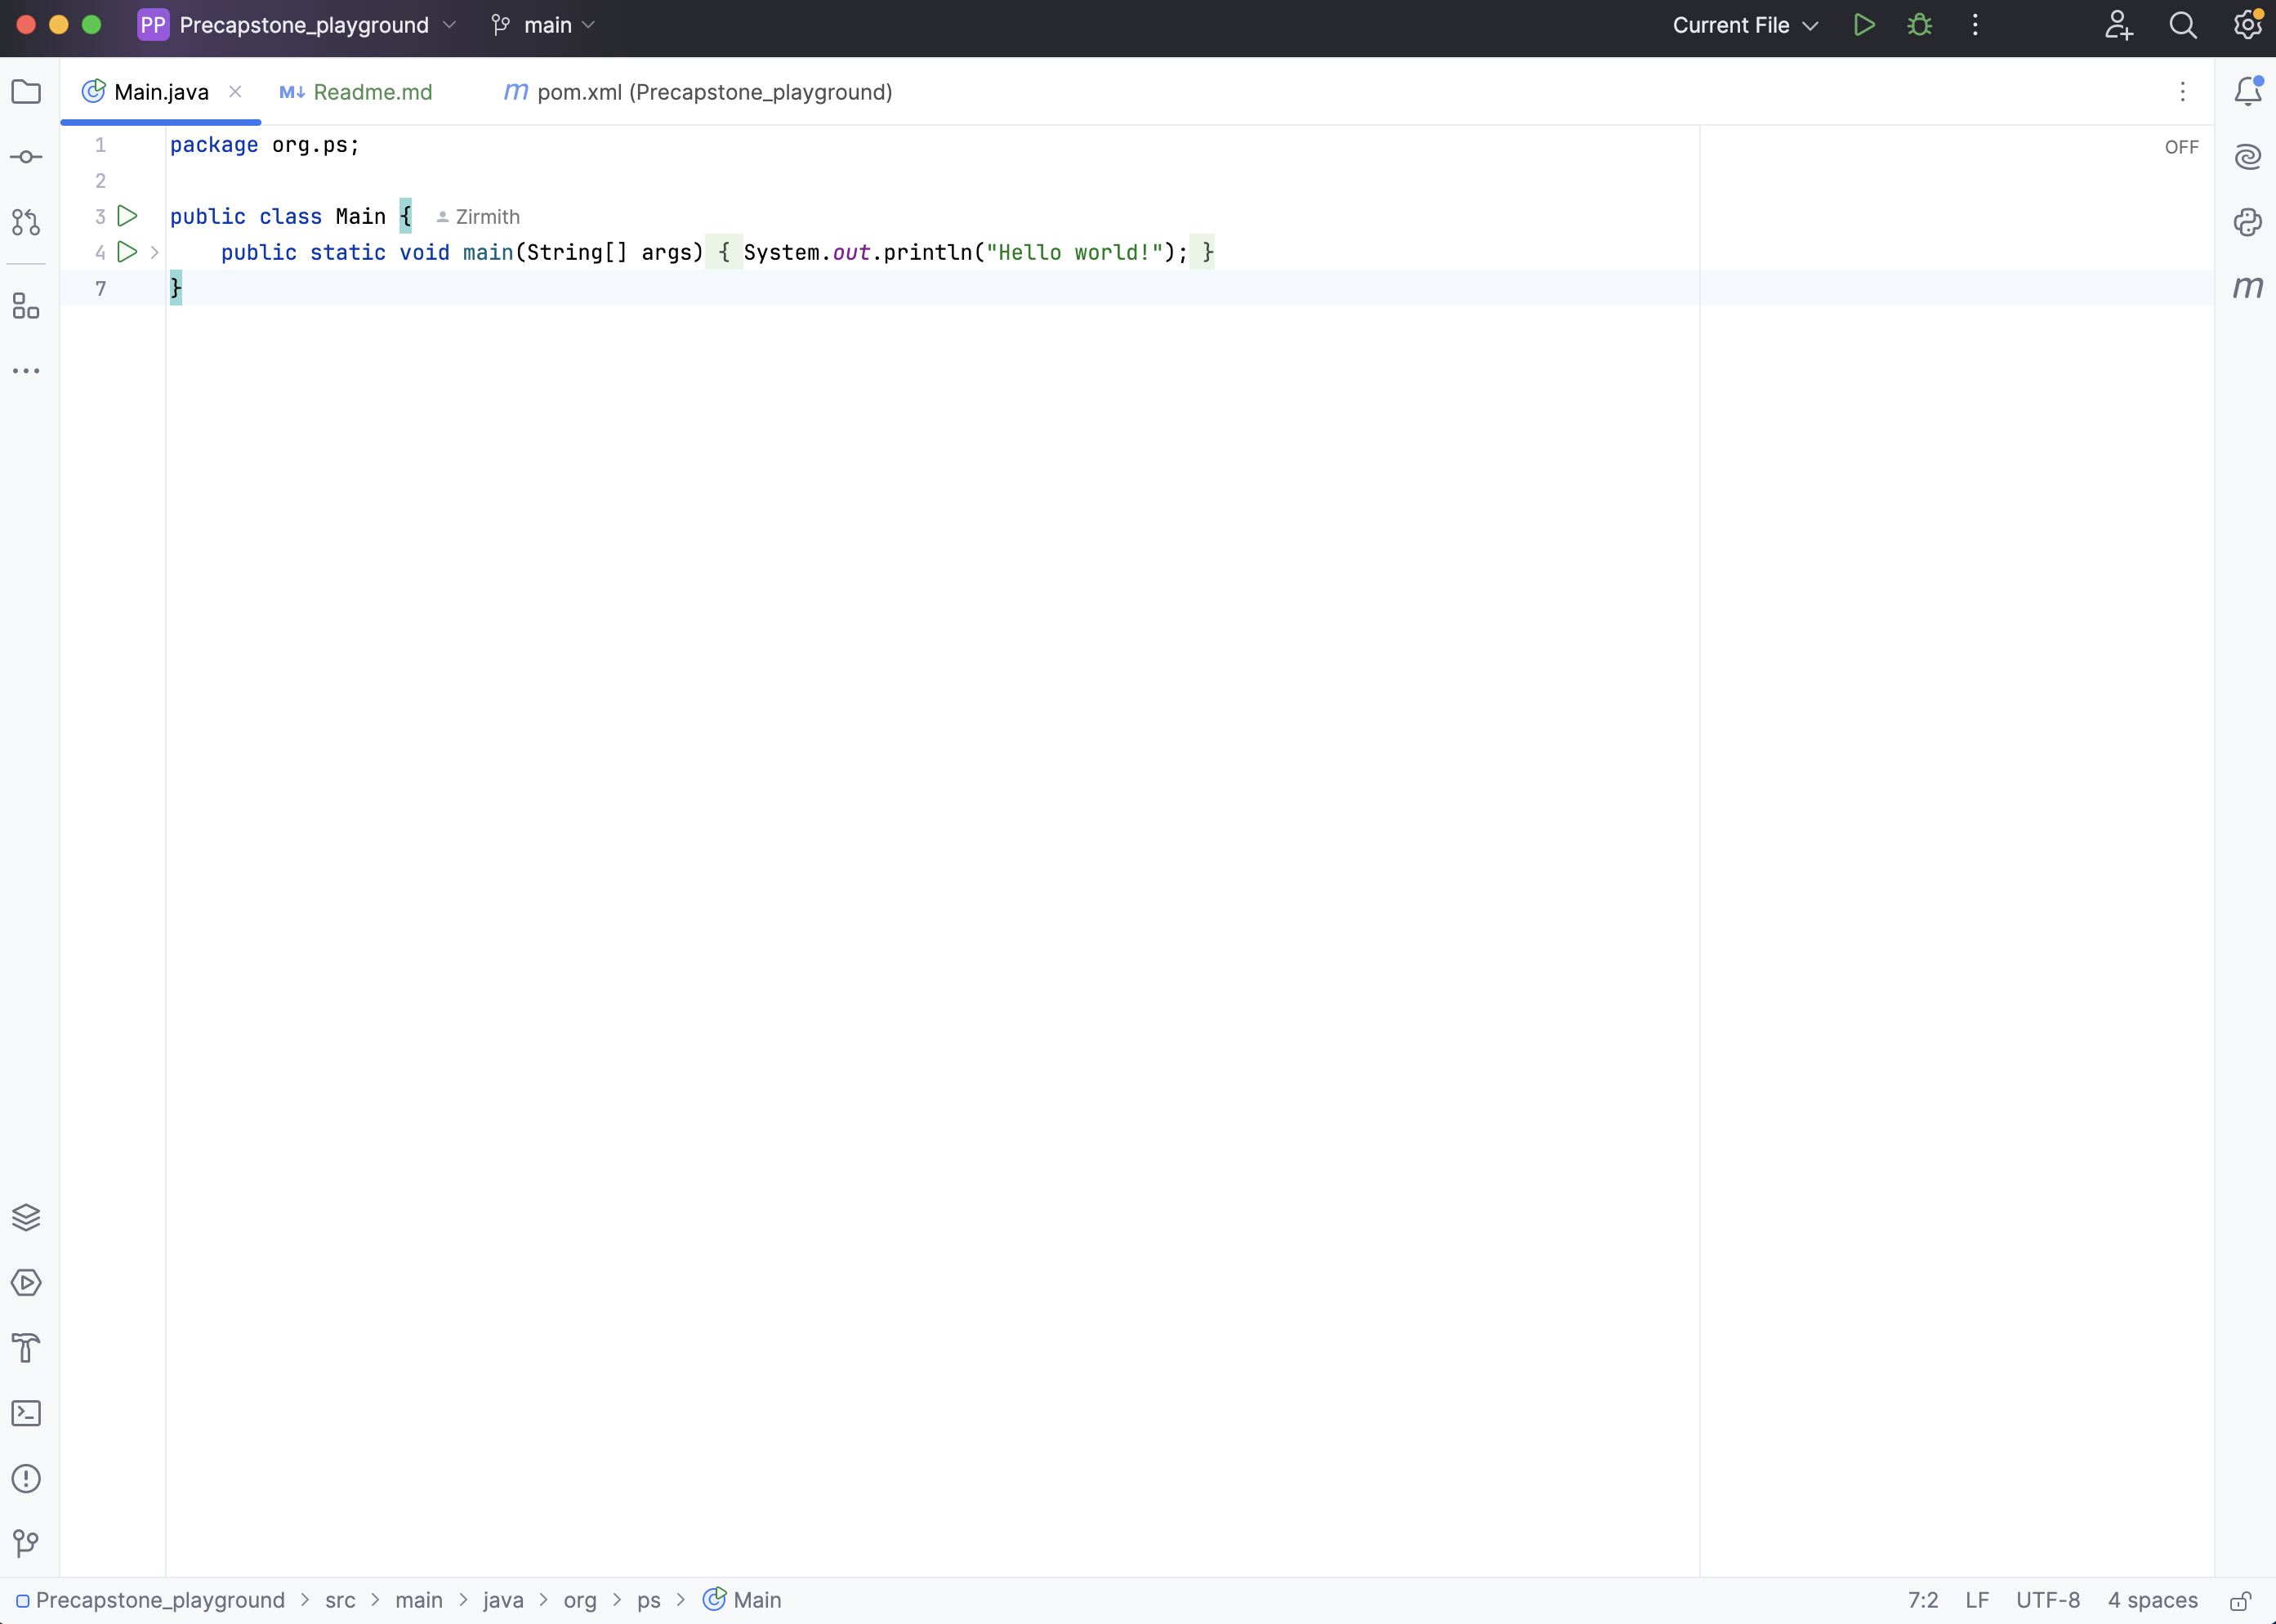 PP Precapstone_playground main Current File
Main.java M↓ Readme.md m pom.xml (Precapstone_playground)
1 package org.ps; OFF
2
3 public class Main { Zirmith
4 public static void main(String[] args) { System.out.println("Hello world!"); }
7 }
m
Precapstone_playground > src > main > java > org > ps > Main 7:2 LF UTF-8 4 spaces